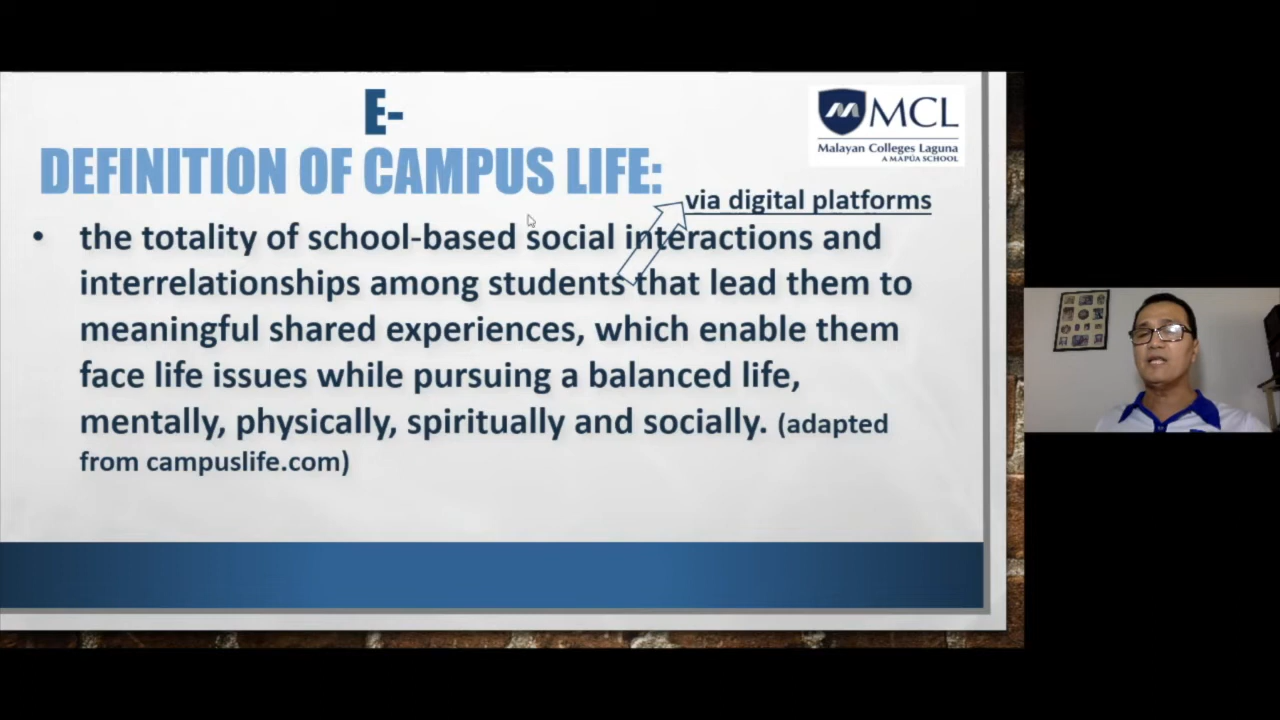 E-
DEFINITION OF CAMPUS LIFE:
MCL
Malayan Colleges Laguna
A MAPÚA SCHOOL
via digital platforms
• the totality of school-based social interactions and
interrelationships among students that lead them to
meaningful shared experiences, which enable them
face life issues while pursuing a balanced life,
mentally, physically, spiritually and socially. (adapted
from campuslife.com)